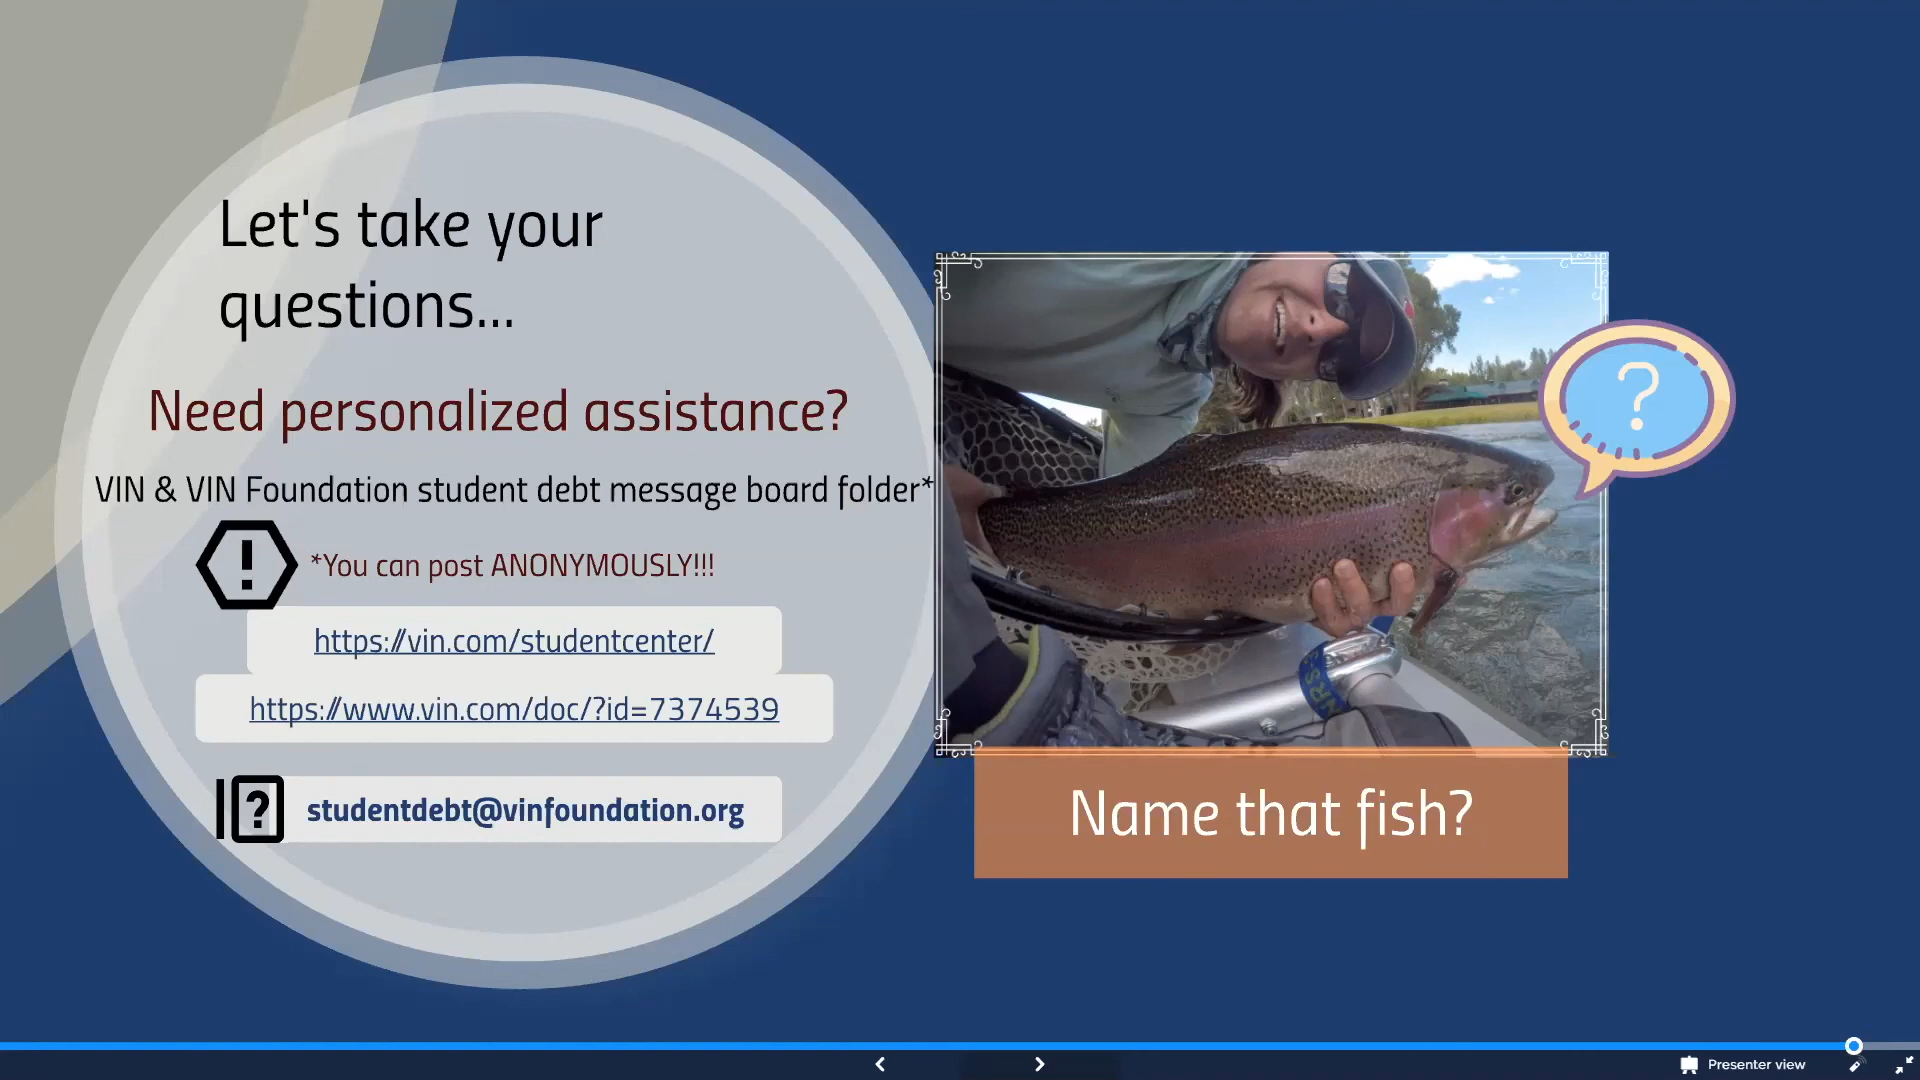 Let's take your
questions...
Need personalized assistance?
VIN & VIN Foundation student debt message board folder*
*You can post ANONYMOUSLY!!!
https://vin.com/studentcenter/
https://www.vin.com/doc/?id=7374539
studentdebt@vinfoundation.org
Name that fish?
Presenter view